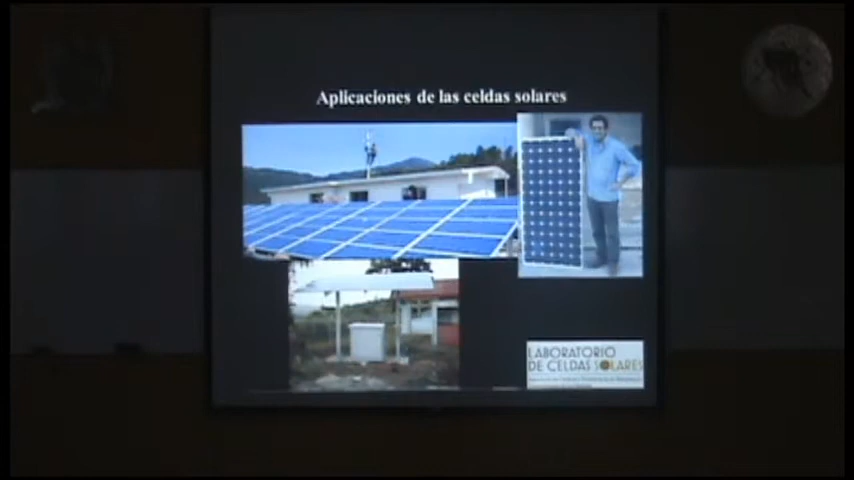 Aplicaciones de las celdas solares
LABORATORIO
DE CELDAS SOLARES